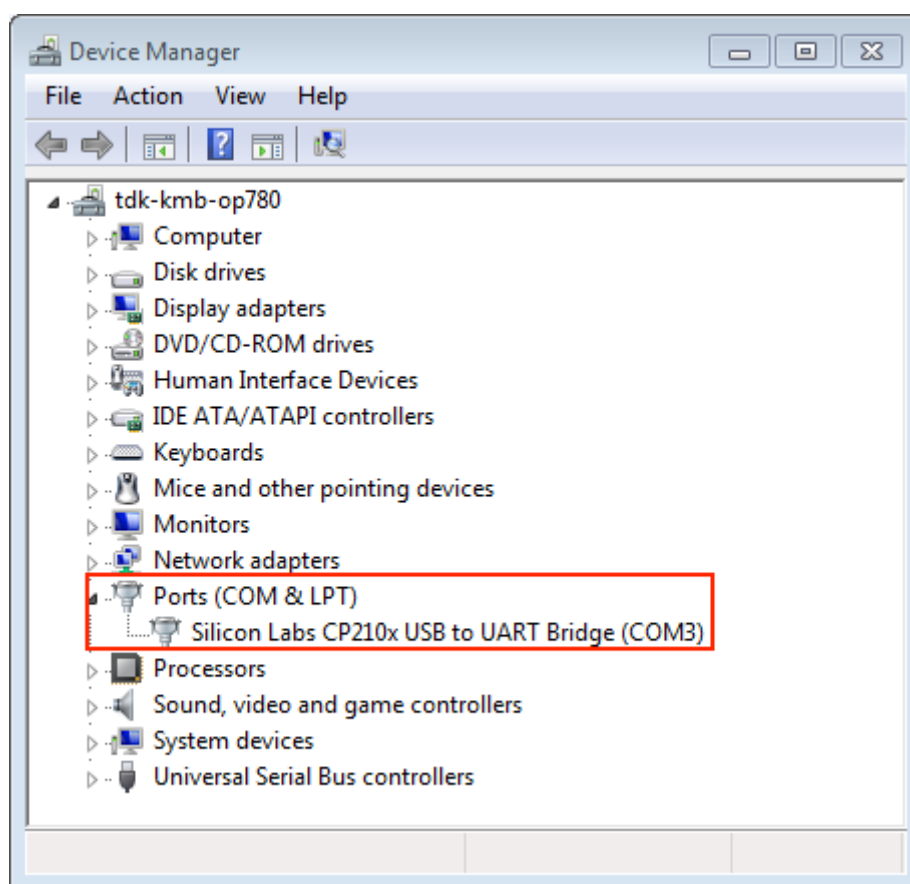 Device Manager
File Action View Help
tdk-kmb-op780
Computer
Disk drives
Display adapters
DVD/CD-ROM drives
Human Interface Devices
IDE ATA/ATAPI controllers
Keyboards
Mice and other pointing devices
Monitors
Network adapters
Ports (COM & LPT)
Silicon Labs CP210x USB to UART Bridge (COM3)
Processors
Sound, video and game controllers
System devices
Universal Serial Bus controllers